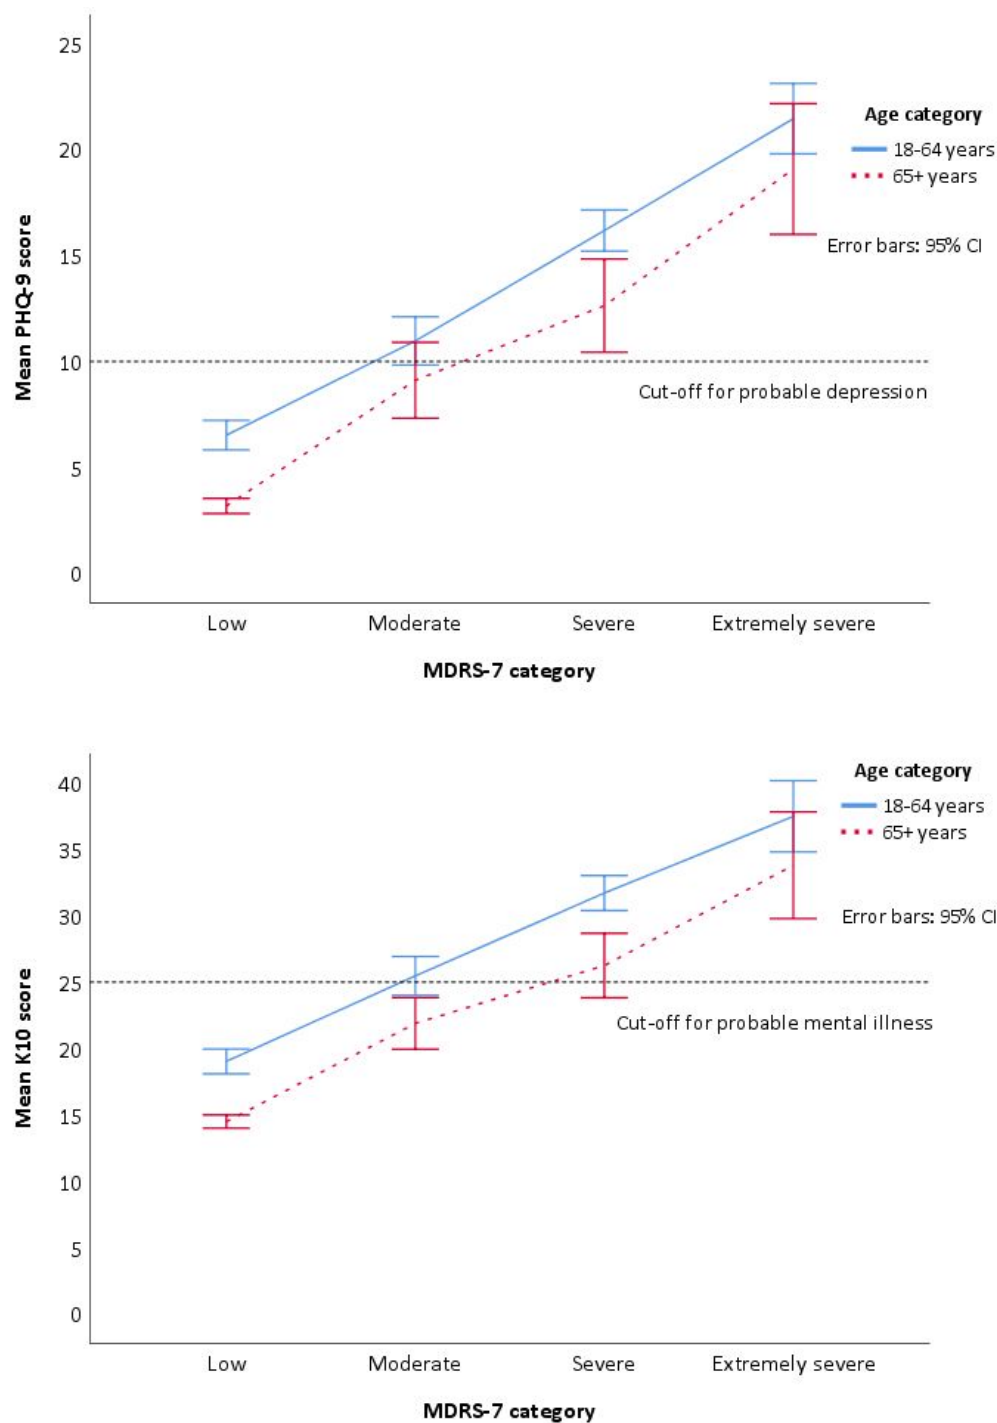 25
20
15
10
5
0
Mean PHQ-9 score
Age category
18-64 years
65+ years
Error bars: 95% CI
Cut-off for probable depression
Low Moderate Severe Extremely severe
MDRS-7 category
40
35
30
25
20
15
10
5
0
Mean K10 score
Age category
18-64 years
65+ years
Error bars: 95% CI
Cut-off for probable mental illness
Low Moderate Severe Extremely severe
MDRS-7 category